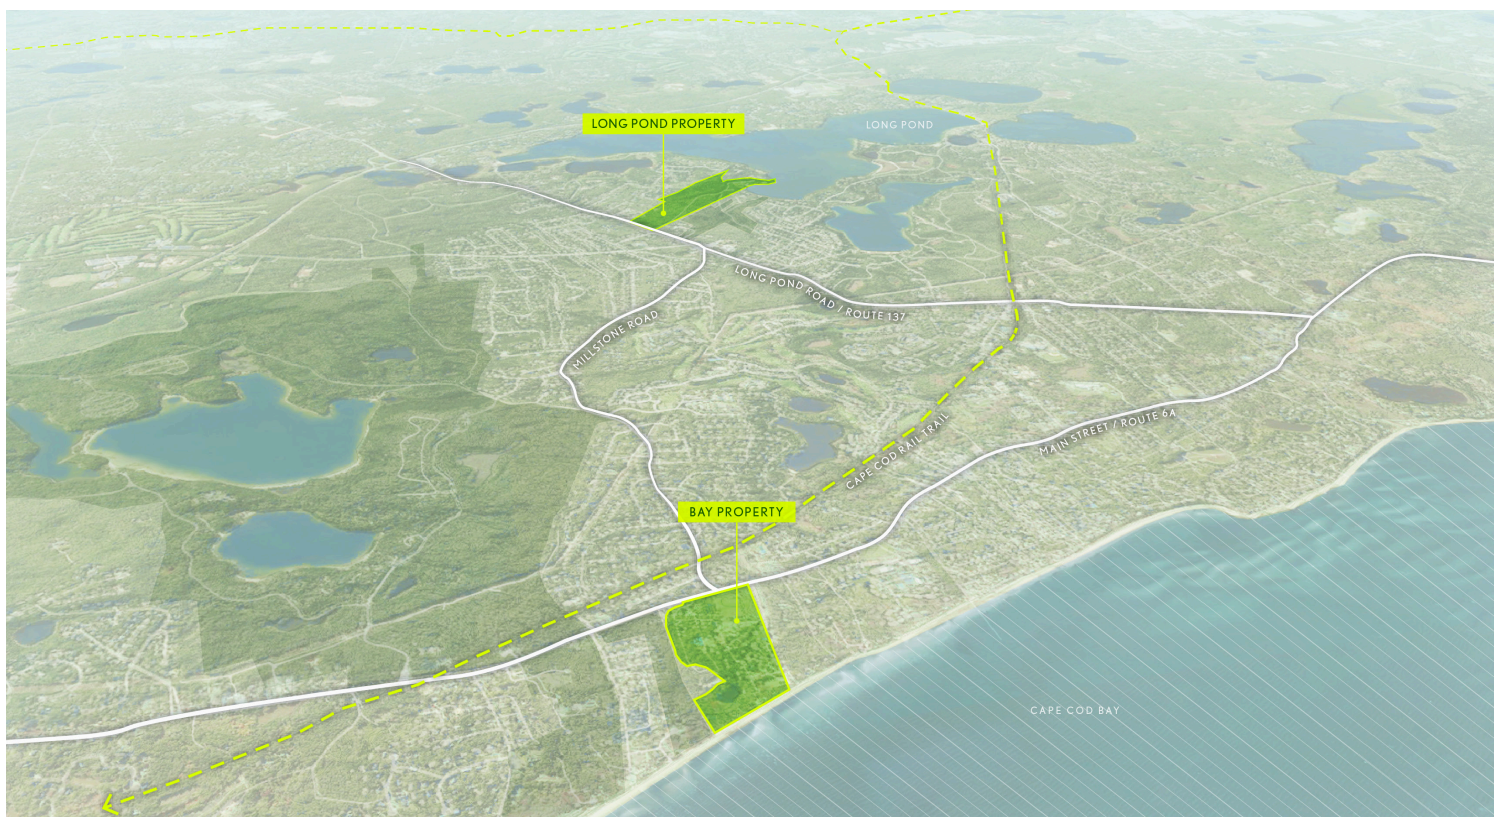 LONG POND PROPERTY
LONG POND
LONG POND ROAD / ROUTE 137
MILLSTONE ROAD
MAIN STREET / ROUTE 6A
CAPE COD RAIL TRAIL
BAY PROPERTY
CAPE COD BAY